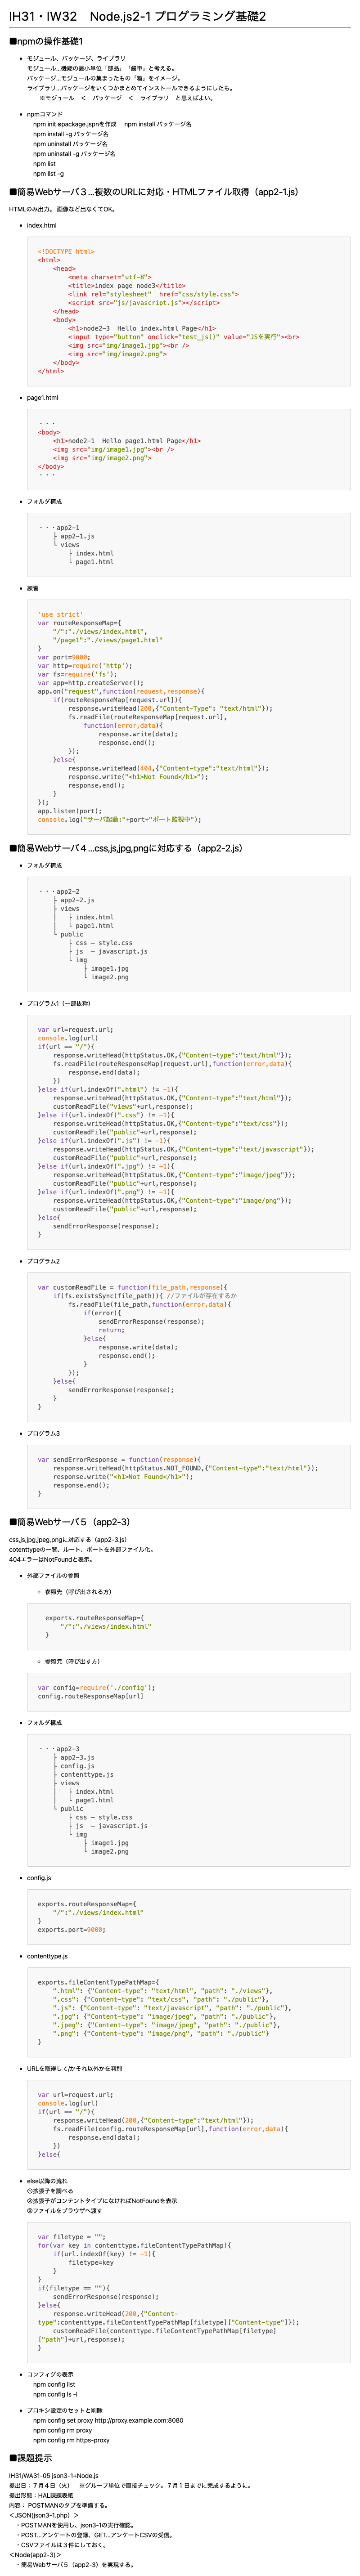 IH31・IW32　Node.js2-1 プログラミング基礎2
■npmの操作基礎1
• モジュール、パッケージ、ライブラリ
モジュール...機能の最小単位「部品」「歯車」と考える。
パッケージ...モジュールの集まったもの「箱」をイメージ。
ライブラリ...パッケージをいくつかまとめてインストールできるようにしたも。
※モジュール　＜　パッケージ　＜　ライブラリ　と思えばよい。
• npmコマンド
npm init ※package.jspnを作成　 npm install パッケージ名
npm install -g パッケージ名
npm uninstall パッケージ名
npm uninstall -g パッケージ名
npm list
npm list -g
■簡易Webサーバ３...複数のURLに対応・HTMLファイル取得（app2-1.js）
HTMLのみ出力。 画像など出なくてOK。
• index.html
<!DOCTYPE html>
<html>
    <head>
        <meta charset="utf-8">
        <title>index page node3</title>
        <link rel="stylesheet"  href="css/style.css">
        <script src="js/javascript.js"></script>
    </head>
    <body>
        <h1>node2-3  Hello index.html Page</h1>
        <input type="button" onclick="test_js()" value="JSを実行"><br>
        <img src="img/image1.jpg"><br />
        <img src="img/image2.png">
    </body>
</html>
• page1.html
・・・
<body>
    <h1>node2-1  Hello page1.html Page</h1>
    <img src="img/image1.jpg"><br />
    <img src="img/image2.png">
</body>
・・・
• フォルダ構成
・・・app2-1
    ├ app2-1.js
    └ views
        ├ index.html
        └ page1.html
• 練習
'use strict'
var routeResponseMap={
    "/":"./views/index.html",
    "/page1":"./views/page1.html"
}
var port=9000;
var http=require('http');
var fs=require('fs');
var app=http.createServer();
app.on("request",function(request,response){
    if(routeResponseMap[request.url]){
        response.writeHead(200,{"Content-Type": "text/html"});
        fs.readFile(routeResponseMap[request.url],
            function(error,data){
                response.write(data);
                response.end();
        });
    }else{
        response.writeHead(404,{"Content-type":"text/html"});
        response.write("<h1>Not Found</h1>");
        response.end();
    }
});
app.listen(port);
console.log("サーバ起動:"+port+"ポート監視中");
■簡易Webサーバ４...css,js,jpg,pngに対応する（app2-2.js）
• フォルダ構成
・・・app2-2
    ├ app2-2.js
    ├ views
    │   ├ index.html
    │   └ page1.html
    └ public
        ├ css ─ style.css
        ├ js  ─ javascript.js
        └ img
            ├ image1.jpg
            └ image2.png
• プログラム1（一部抜粋）
var url=request.url;
console.log(url)
if(url == "/"){
    response.writeHead(httpStatus.OK,{"Content-type":"text/html"});
    fs.readFile(routeResponseMap[request.url],function(error,data){
        response.end(data);
    })
}else if(url.indexOf(".html") != -1){
    response.writeHead(httpStatus.OK,{"Content-type":"text/html"});
    customReadFile("views"+url,response);
}else if(url.indexOf(".css") != -1){
    response.writeHead(httpStatus.OK,{"Content-type":"text/css"});
    customReadFile("public"+url,response);
}else if(url.indexOf(".js") != -1){
    response.writeHead(httpStatus.OK,{"Content-type":"text/javascript"});
    customReadFile("public"+url,response);
}else if(url.indexOf(".jpg") != -1){
    response.writeHead(httpStatus.OK,{"Content-type":"image/jpeg"});
    customReadFile("public"+url,response);
}else if(url.indexOf(".png") != -1){
    response.writeHead(httpStatus.OK,{"Content-type":"image/png"});
    customReadFile("public"+url,response);
}else{
    sendErrorResponse(response);
}
• プログラム2
var customReadFile = function(file_path,response){
    if(fs.existsSync(file_path)){ //ファイルが存在するか
        fs.readFile(file_path,function(error,data){
            if(error){
                sendErrorResponse(response);
                return;
            }else{
                response.write(data);
                response.end();
            }
        });
    }else{
        sendErrorResponse(response);
    }
}
• プログラム3
var sendErrorResponse = function(response){
    response.writeHead(httpStatus.NOT_FOUND,{"Content-type":"text/html"});
    response.write("<h1>Not Found</h1>");
    response.end();
}
■簡易Webサーバ５（app2-3）
css,js,jpg,jpeg,pngに対応する（app2-3.js）
cotenttypeの一覧、ルート、ポートを外部ファイル化。
404エラーはNotFoundと表示。
• 外部ファイルの参照
○ 参照先（呼び出される方）
exports.routeResponseMap={
    "/":"./views/index.html"
}
○ 参照元（呼び出す方）
var config=require('./config');
config.routeResponseMap[url]
• フォルダ構成
・・・app2-3
    ├ app2-3.js
    ├ config.js
    ├ contenttype.js
    ├ views
    │   ├ index.html
    │   └ page1.html
    └ public
        ├ css ─ style.css
        ├ js  ─ javascript.js
        └ img
            ├ image1.jpg
            └ image2.png
• config.js
exports.routeResponseMap={
    "/":"./views/index.html"
}
exports.port=9000;
• contenttype.js
exports.fileContentTypePathMap={
    ".html": {"Content-type": "text/html", "path": "./views"},
    ".css": {"Content-type": "text/css", "path": "./public"},
    ".js": {"Content-type": "text/javascript", "path": "./public"},
    ".jpg": {"Content-type": "image/jpeg", "path": "./public"},
    ".jpeg": {"Content-type": "image/jpeg", "path": "./public"},
    ".png": {"Content-type": "image/png", "path": "./public"}
}
• URLを取得して/かそれ以外かを判別
var url=request.url;
console.log(url)
if(url == "/"){
    response.writeHead(200,{"Content-type":"text/html"});
    fs.readFile(config.routeResponseMap[url],function(error,data){
        response.end(data);
    })
}else{
• else以降の流れ
①拡張子を調べる
②拡張子がコンテントタイプになければNotFoundを表示
③ファイルをブラウザへ渡す
var filetype = "";
for(var key in contenttype.fileContentTypePathMap){
    if(url.indexOf(key) != -1){
        filetype=key
    }
}
if(filetype == ""){
    sendErrorResponse(response);
}else{
    response.writeHead(200,{"Content-
type":contenttype.fileContentTypePathMap[filetype]["Content-type"]});
    customReadFile(contenttype.fileContentTypePathMap[filetype]
["path"]+url,response);
}
• コンフィグの表示
npm config list
npm config ls -l
• プロキシ設定のセットと削除
npm config set proxy http://proxy.example.com:8080
npm config rm proxy
npm config rm https-proxy
■課題提示
IH31/WA31-05 json3-1+Node.js
提出日：７月４日（火）　※グループ単位で直接チェック。７月１日までに完成するように。
提出形態：HAL課題表紙
内容： POSTMANのタブを準備する。
＜JSON(json3-1.php) ＞
・POSTMANを使用し、json3-1の実行確認。
・POST...アンケートの登録、GET...アンケートCSVの受信。
・CSVファイルは３件にしておく。
＜Node(app2-3)＞
・簡易Webサーバ５（app2-3）を実現する。